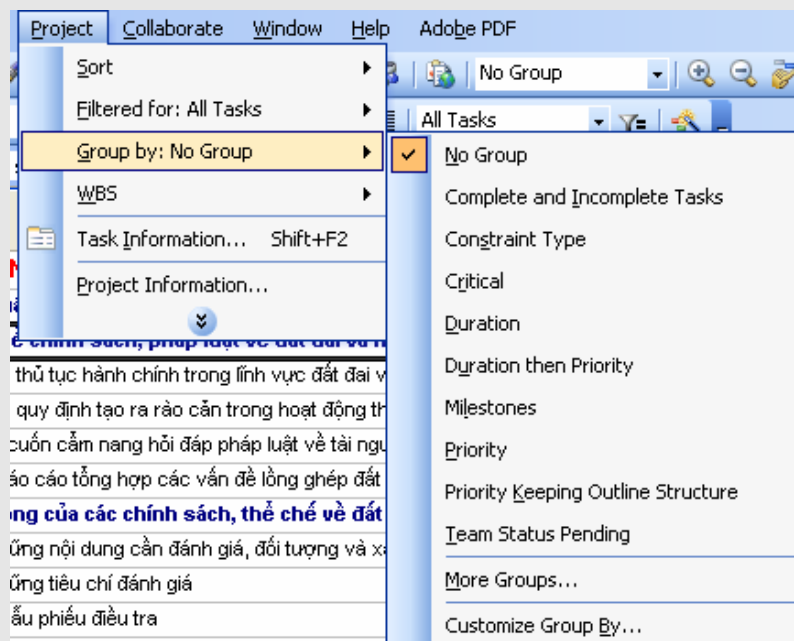 Project Collaborate Window Help Adobe PDF
Sort
Filtered for: All Tasks
Group by: No Group
WBS
Task Information... Shift+F2
Project Information...
No Group
All Tasks
No Group
Complete and Incomplete Tasks
Constraint Type
Critical
Duration
Duration then Priority
Milestones
Priority
Priority Keeping Outline Structure
Team Status Pending
More Groups...
Customize Group By...
thủ tục hành chính trong lĩnh vực đất đai v
quy định tạo ra rào cản trong hoạt động th
cuốn cẩm nang hỏi đáp pháp luật về tài ngu
áo cáo tổng hợp các vấn đề lồng ghép đất
ng của các chính sách, thể chế về đất
ững nội dung cần đánh giá, đối tượng và x
ững tiêu chí đánh giá
ẫu phiếu điều tra